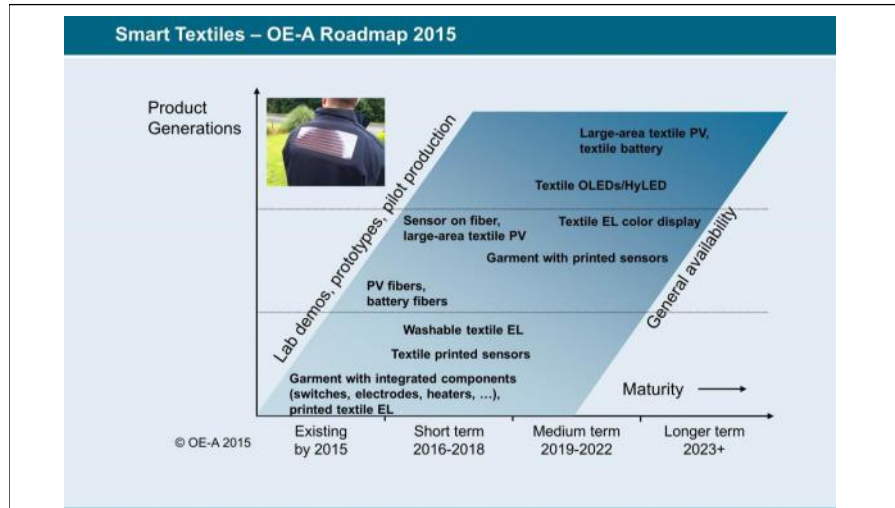 Smart Textiles – OE-A Roadmap 2015
Product
Generations
Lab demos, prototypes, pilot production
Large-area textile PV,
textile battery
Textile OLEDs/HyLED
Sensor on fiber,
large-area textile PV
Textile EL color display
Garment with printed sensors
PV fibers,
battery fibers
General availability
Washable textile EL
Textile printed sensors
Garment with integrated components
(switches, electrodes, heaters, …),
printed textile EL
Maturity
© OE-A 2015
Existing
by 2015
Short term
2016-2018
Medium term
2019-2022
Longer term
2023+